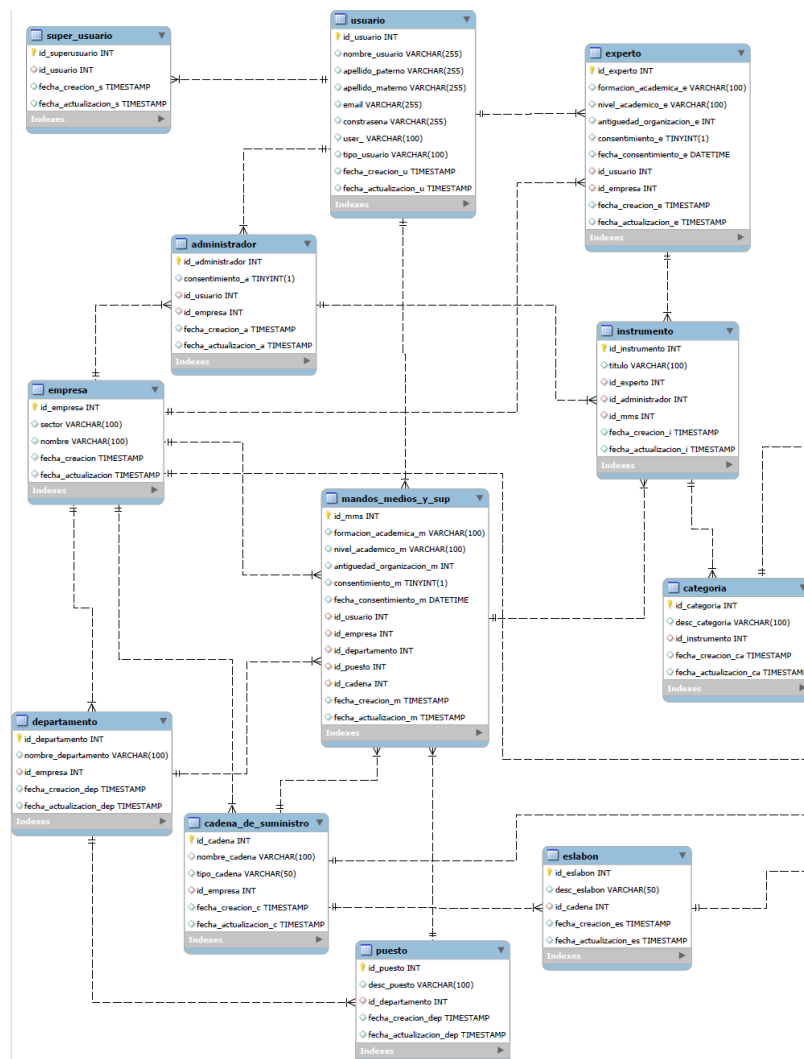 super_usuario
id_superusuario INT
id_usuario INT
fecha_creacion_s TIMESTAMP
fecha_actualizacion_s TIMESTAMP
Indexes
usuario
id_usuario INT
nombre_usuario VARCHAR(255)
apellido_paterno VARCHAR(255)
apellido_materno VARCHAR(255)
email VARCHAR(255)
constrasena VARCHAR(255)
user_ VARCHAR(100)
tipo_usuario VARCHAR(100)
fecha_creacion_u TIMESTAMP
fecha_actualizacion_u TIMESTAMP
Indexes
experto
id_experto INT
formacion_academica_e VARCHAR(100)
nivel_academico_e VARCHAR(100)
antiguedad_organizacion_e INT
consentimiento_e TINYINT(1)
fecha_consentimiento_e DATETIME
id_usuario INT
id_empresa INT
fecha_creacion_e TIMESTAMP
fecha_actualizacion_e TIMESTAMP
Indexes
administrador
id_administrador INT
consentimiento_a TINYINT(1)
id_usuario INT
id_empresa INT
fecha_creacion_a TIMESTAMP
fecha_actualizacion_a TIMESTAMP
Indexes
instrumento
id_instrumento INT
titulo VARCHAR(100)
id_experto INT
id_administrador INT
id_mms INT
fecha_creacion_i TIMESTAMP
fecha_actualizacion_i TIMESTAMP
Indexes
empresa
id_empresa INT
sector VARCHAR(100)
nombre VARCHAR(100)
fecha_creacion TIMESTAMP
fecha_actualizacion TIMESTAMP
Indexes
mandos_medios_y_sup
id_mms INT
formacion_academica_m VARCHAR(100)
nivel_academico_m VARCHAR(100)
antiguedad_organizacion_m INT
consentimiento_m TINYINT(1)
fecha_consentimiento_m DATETIME
id_usuario INT
id_empresa INT
id_departamento INT
id_puesto INT
id_cadena INT
fecha_creacion_m TIMESTAMP
fecha_actualizacion_m TIMESTAMP
Indexes
categoria
id_categoria INT
desc_categoria VARCHAR(100)
id_instrumento INT
fecha_creacion_ca TIMESTAMP
fecha_actualizacion_ca TIMESTAMP
Indexes
departamento
id_departamento INT
nombre_departamento VARCHAR(100)
id_empresa INT
fecha_creacion_dep TIMESTAMP
fecha_actualizacion_dep TIMESTAMP
Indexes
cadena_de_suministro
id_cadena INT
nombre_cadena VARCHAR(100)
tipo_cadena VARCHAR(50)
id_empresa INT
fecha_creacion_c TIMESTAMP
fecha_actualizacion_c TIMESTAMP
Indexes
eslabon
id_eslabon INT
desc_eslabon VARCHAR(50)
id_cadena INT
fecha_creacion_es TIMESTAMP
fecha_actualizacion_es TIMESTAMP
Indexes
puesto
id_puesto INT
desc_puesto VARCHAR(100)
id_departamento INT
fecha_creacion_dep TIMESTAMP
fecha_actualizacion_dep TIMESTAMP
Indexes